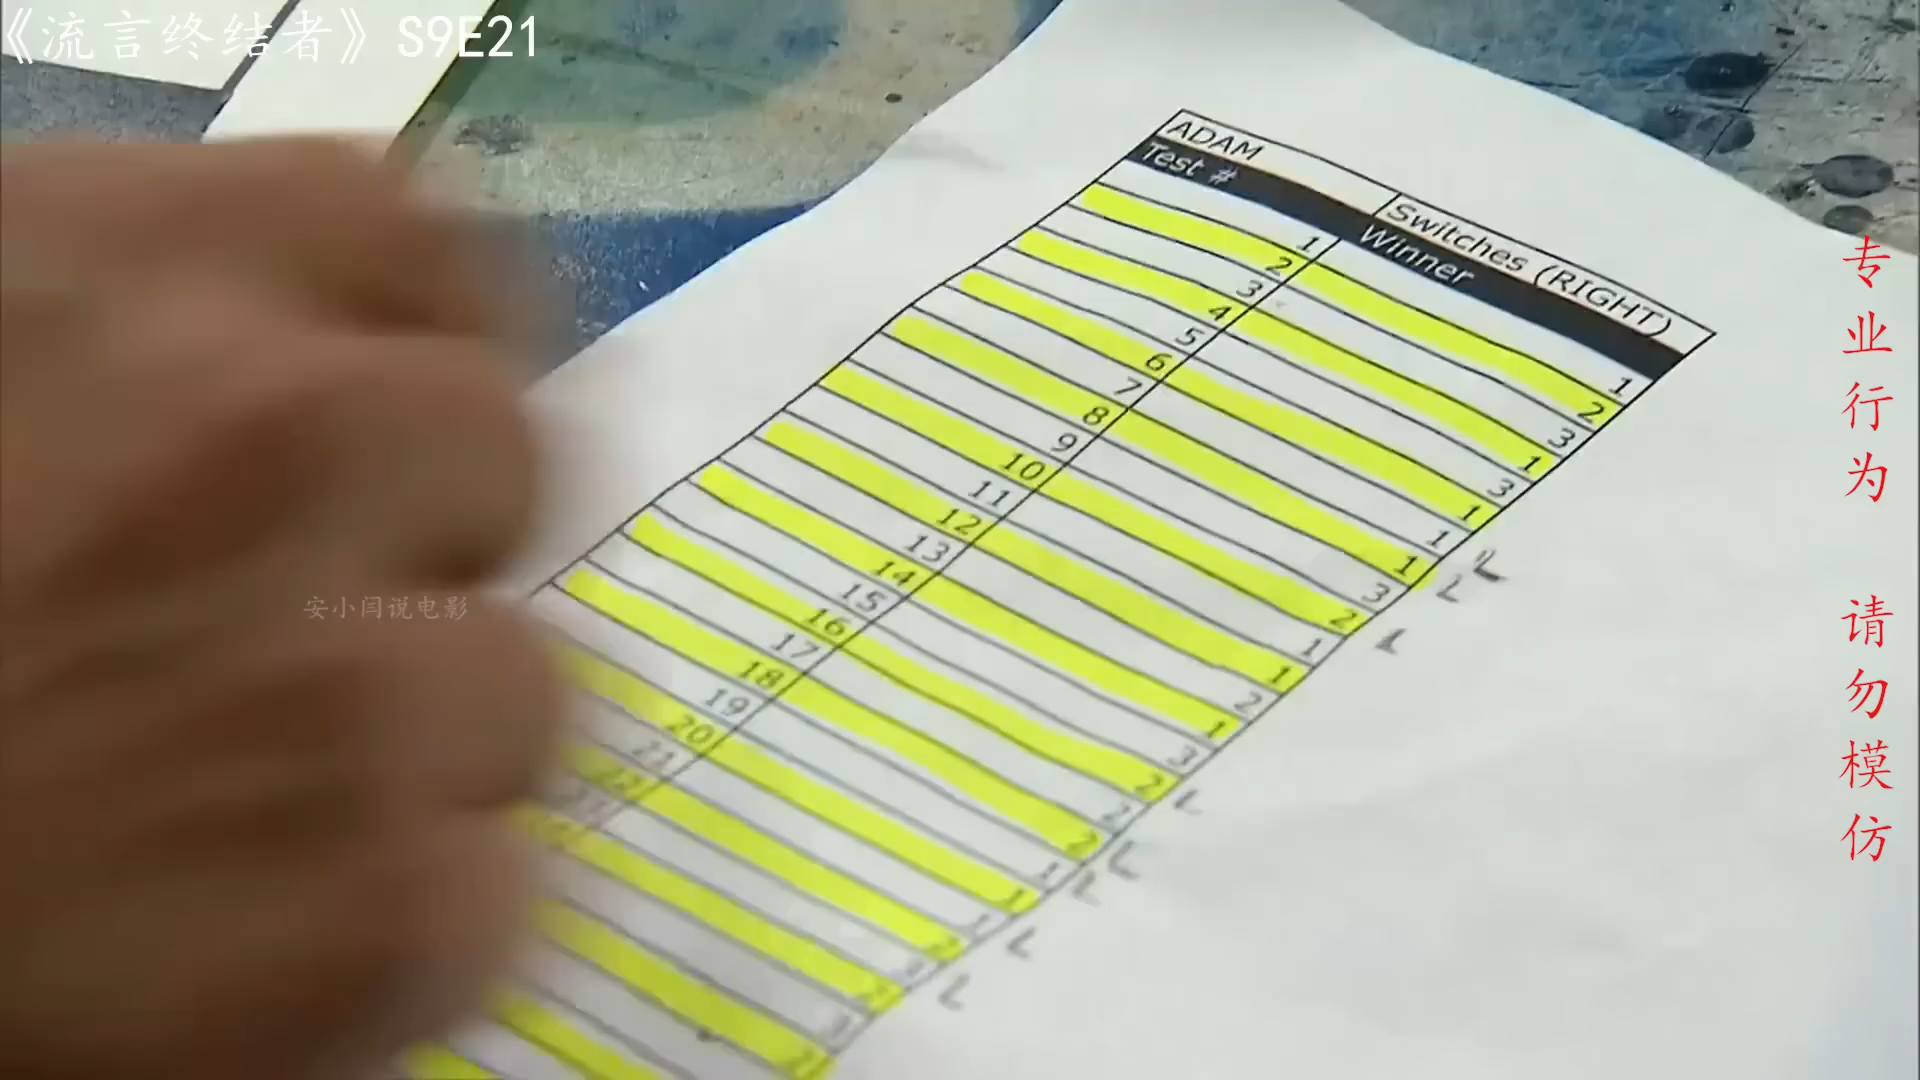 《流言终结者》S9E21
ADAM
Switches (RIGHT)
Test # Winner
1 1
2 2
3 3
4 1
5 3
6 1
7 1
8 1 L
9 3
10 2
11 1
12 1
13 2
14 1
15 3
16 2
17 2
18 2
19 1
20 1
21 1
专业行为 请勿模仿
安小闫说电影